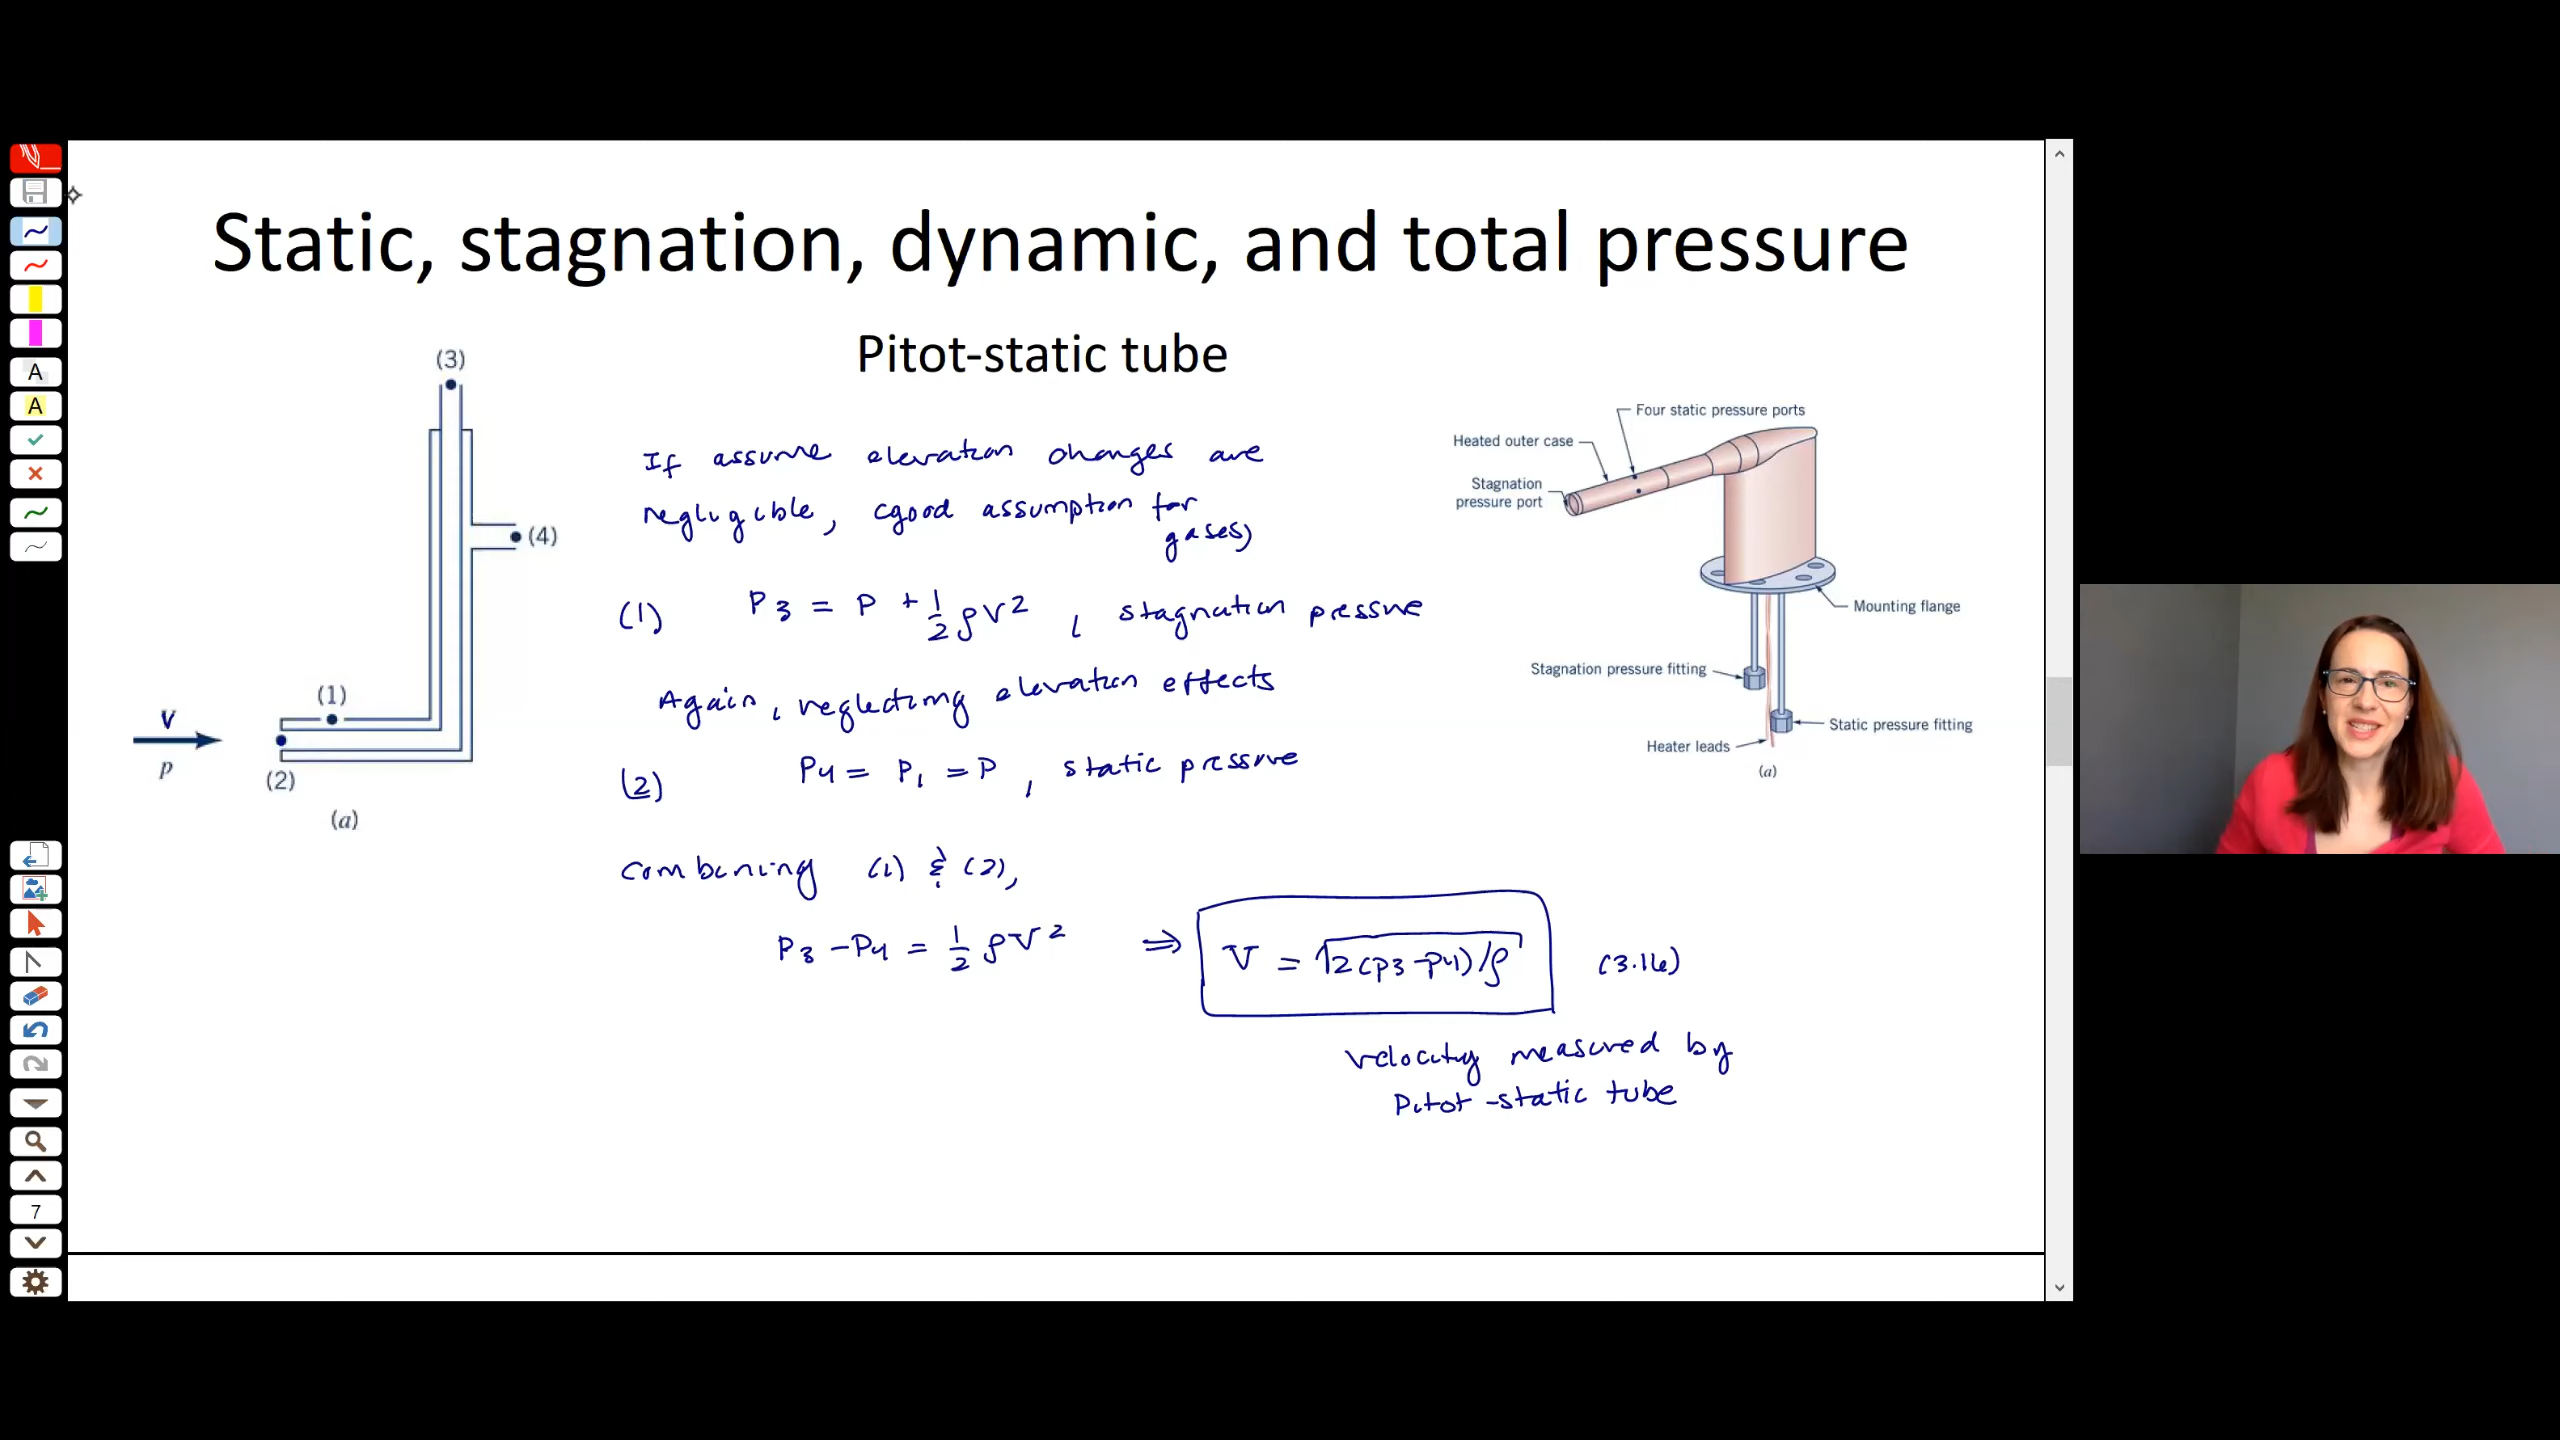 Static, stagnation, dynamic, and total pressure
Pitot-static tube
(3)
(4)
(1)
V
p
(2)
(a)
If assume elevation changes are
negligible, (good assumption for
gases)
(1) P3 = P + 1/2 ρV², stagnation pressure
Again, neglecting elevation effects
(2) P4 = P1 = P, static pressure
Combining (1) & (2),
P3 - P4 = 1/2 ρV² ⇒ V = √2(P3-P4)/ρ (3.16)
velocity measured by
Pitot-static tube
Four static pressure ports
Heated outer case
Stagnation
pressure port
Mounting flange
Stagnation pressure fitting
Static pressure fitting
Heater leads
(a)
A
A
7